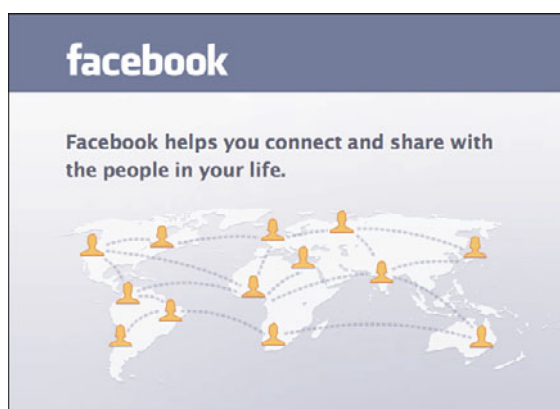 facebook
Facebook helps you connect and share with
the people in your life.